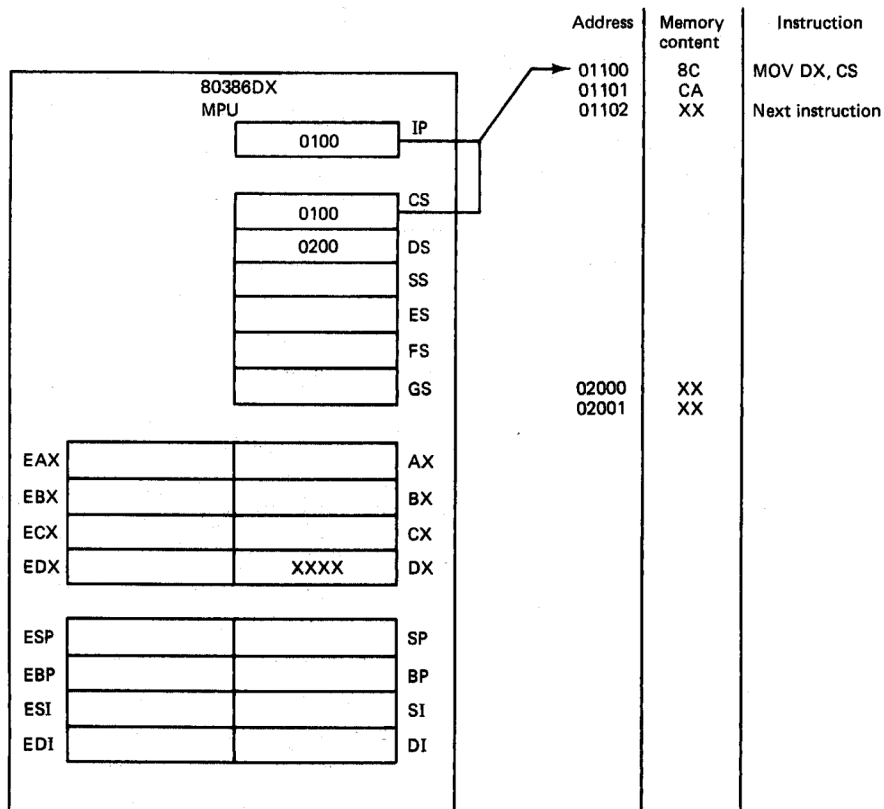 Address Memory content Instruction
01100 8C MOV DX, CS
01101 CA
01102 XX Next instruction
80386DX
MPU
0100 IP
0100 CS
0200 DS
SS
ES
FS
GS
02000 XX
02001 XX
EAX AX
EBX BX
ECX CX
EDX XXXX DX
ESP SP
EBP BP
ESI SI
EDI DI